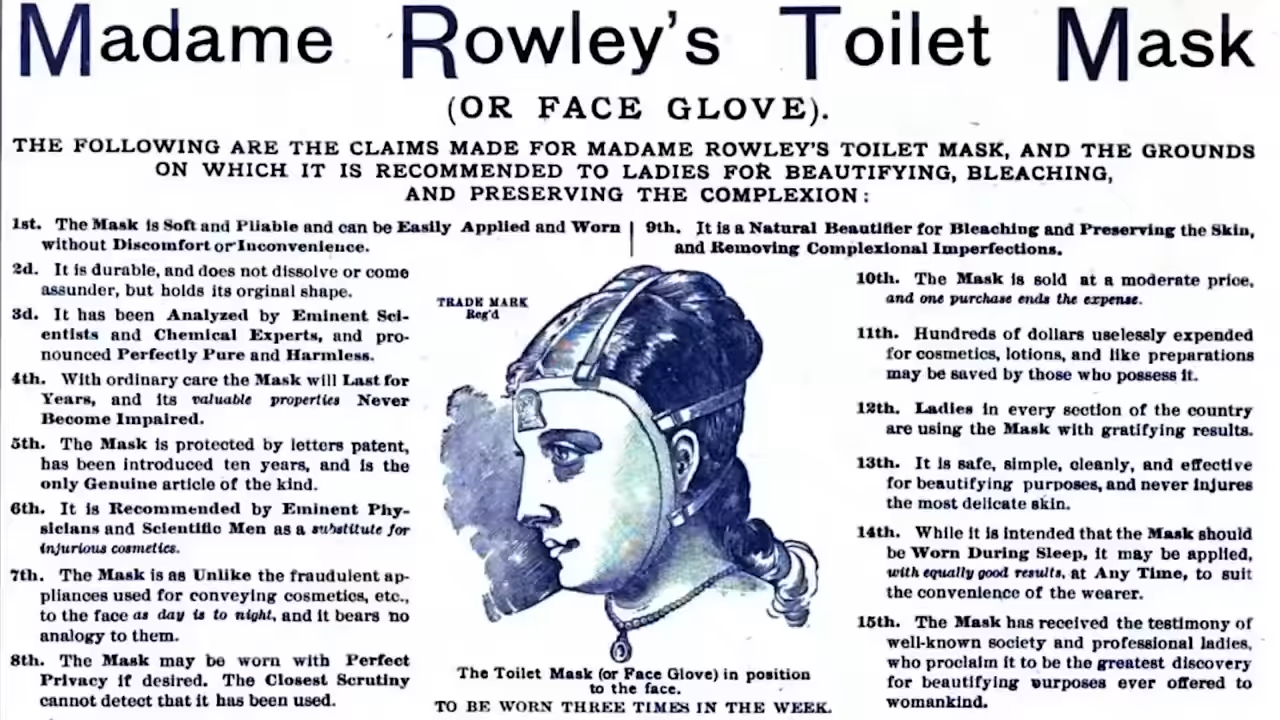 Madame Rowley's Toilet Mask
(OR FACE GLOVE).
THE FOLLOWING ARE THE CLAIMS MADE FOR MADAME ROWLEY'S TOILET MASK, AND THE GROUNDS
ON WHICH IT IS RECOMMENDED TO LADIES FOR BEAUTIFYING, BLEACHING,
AND PRESERVING THE COMPLEXION:
1st. The Mask is Soft and Pliable and can be Easily Applied and Worn
without Discomfort or Inconvenience.
2d. It is durable, and does not dissolve or come
assunder, but holds its orginal shape.
3d. It has been Analyzed by Eminent Sci-
entists and Chemical Experts, and pro-
nounced Perfectly Pure and Harmless.
4th. With ordinary care the Mask will Last for
Years, and its valuable properties Never
Become Impaired.
5th. The Mask is protected by letters patent,
has been introduced ten years, and is the
only Genuine article of the kind.
6th. It is Recommended by Eminent Phy-
sicians and Scientific Men as a substitute for
injurious cosmetics.
7th. The Mask is as Unlike the fraudulent ap-
pliances used for conveying cosmetics, etc.,
to the face as day is to night, and it bears no
analogy to them.
8th. The Mask may be worn with Perfect
Privacy if desired. The Closest Scrutiny
cannot detect that it has been used.
TRADE MARK
Reg'd
The Toilet Mask (or Face Glove) in position
to the face.
TO BE WORN THREE TIMES IN THE WEEK.
9th. It is a Natural Beautifier for Bleaching and Preserving the Skin,
and Removing Complexional Imperfections.
10th. The Mask is sold at a moderate price,
and one purchase ends the expense.
11th. Hundreds of dollars uselessly expended
for cosmetics, lotions, and like preparations
may be saved by those who possess it.
12th. Ladies in every section of the country
are using the Mask with gratifying results.
13th. It is safe, simple, cleanly, and effective
for beautifying purposes, and never injures
the most delicate skin.
14th. While it is intended that the Mask should
be Worn During Sleep, it may be applied,
with equally good results, at Any Time, to suit
the convenience of the wearer.
15th. The Mask has received the testimony of
well-known society and professional ladies,
who proclaim it to be the greatest discovery
for beautifying purposes ever offered to
womankind.